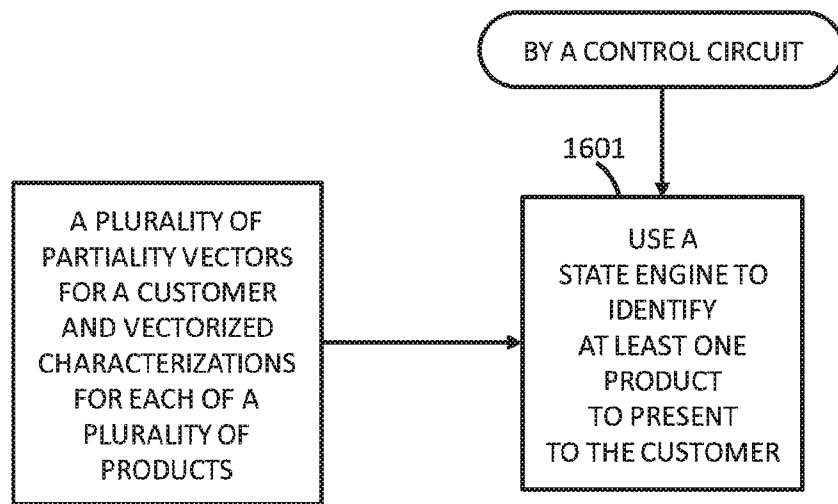 BY A CONTROL CIRCUIT
1601
A PLURALITY OF
PARTIALITY VECTORS
FOR A CUSTOMER
AND VECTORIZED
CHARACTERIZATIONS
FOR EACH OF A
PLURALITY OF
PRODUCTS
USE A
STATE ENGINE TO
IDENTIFY
AT LEAST ONE
PRODUCT
TO PRESENT
TO THE CUSTOMER